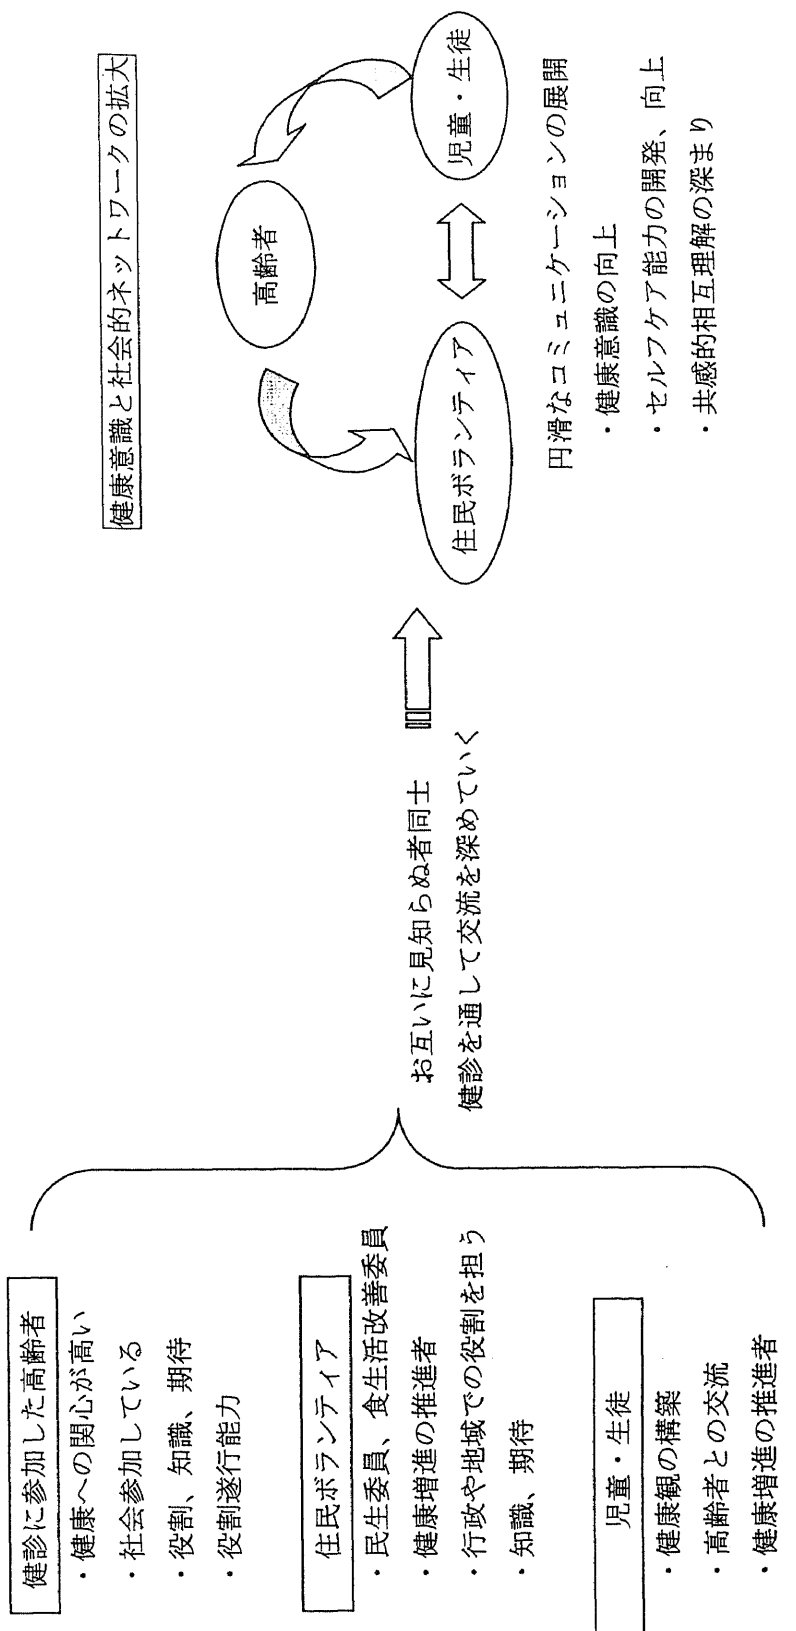 健診に参加した高齢者
・健康への関心が高い
・社会参加している
・役割、知識、期待
・役割遂行能力
住民ボランティア
・民生委員、食生活改善委員
・健康増進の推進者
・行政や地域での役割を担う
・知識、期待
児童・生徒
・健康観の構築
・高齢者との交流
・健康増進の推進者
お互いに見知らぬ者同士
健診を通して交流を深めていく
健康意識と社会的ネットワークの拡大
高齢者
住民ボランティア
児童・生徒
円滑なコミュニケーションの展開
・健康意識の向上
・セルフケア能力の開発、向上
・共感的相互理解の深まり